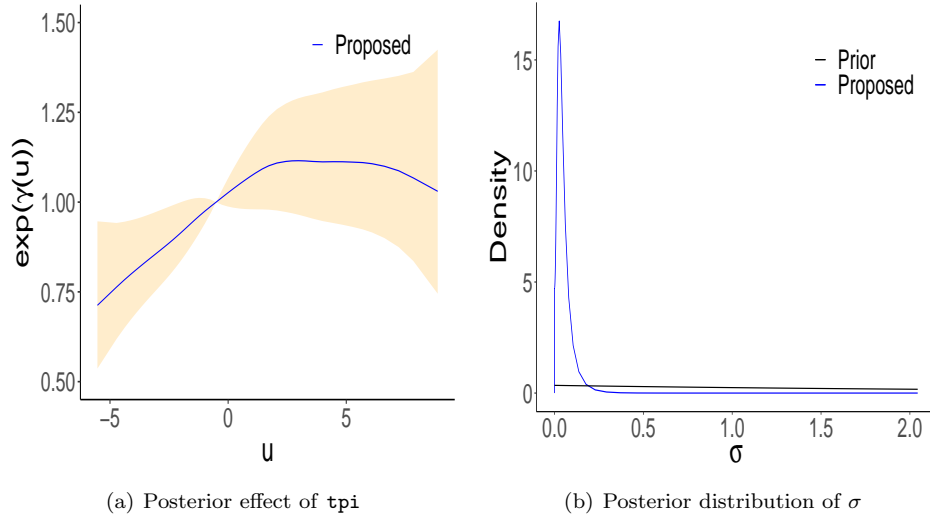 1.50
1.25
1.00
0.75
0.50
exp(γ(u))
Proposed
−5
0
5
u
(a) Posterior effect of tpi
15
10
5
0
Density
Prior
Proposed
0.0
0.5
1.0
1.5
2.0
σ
(b) Posterior distribution of σ